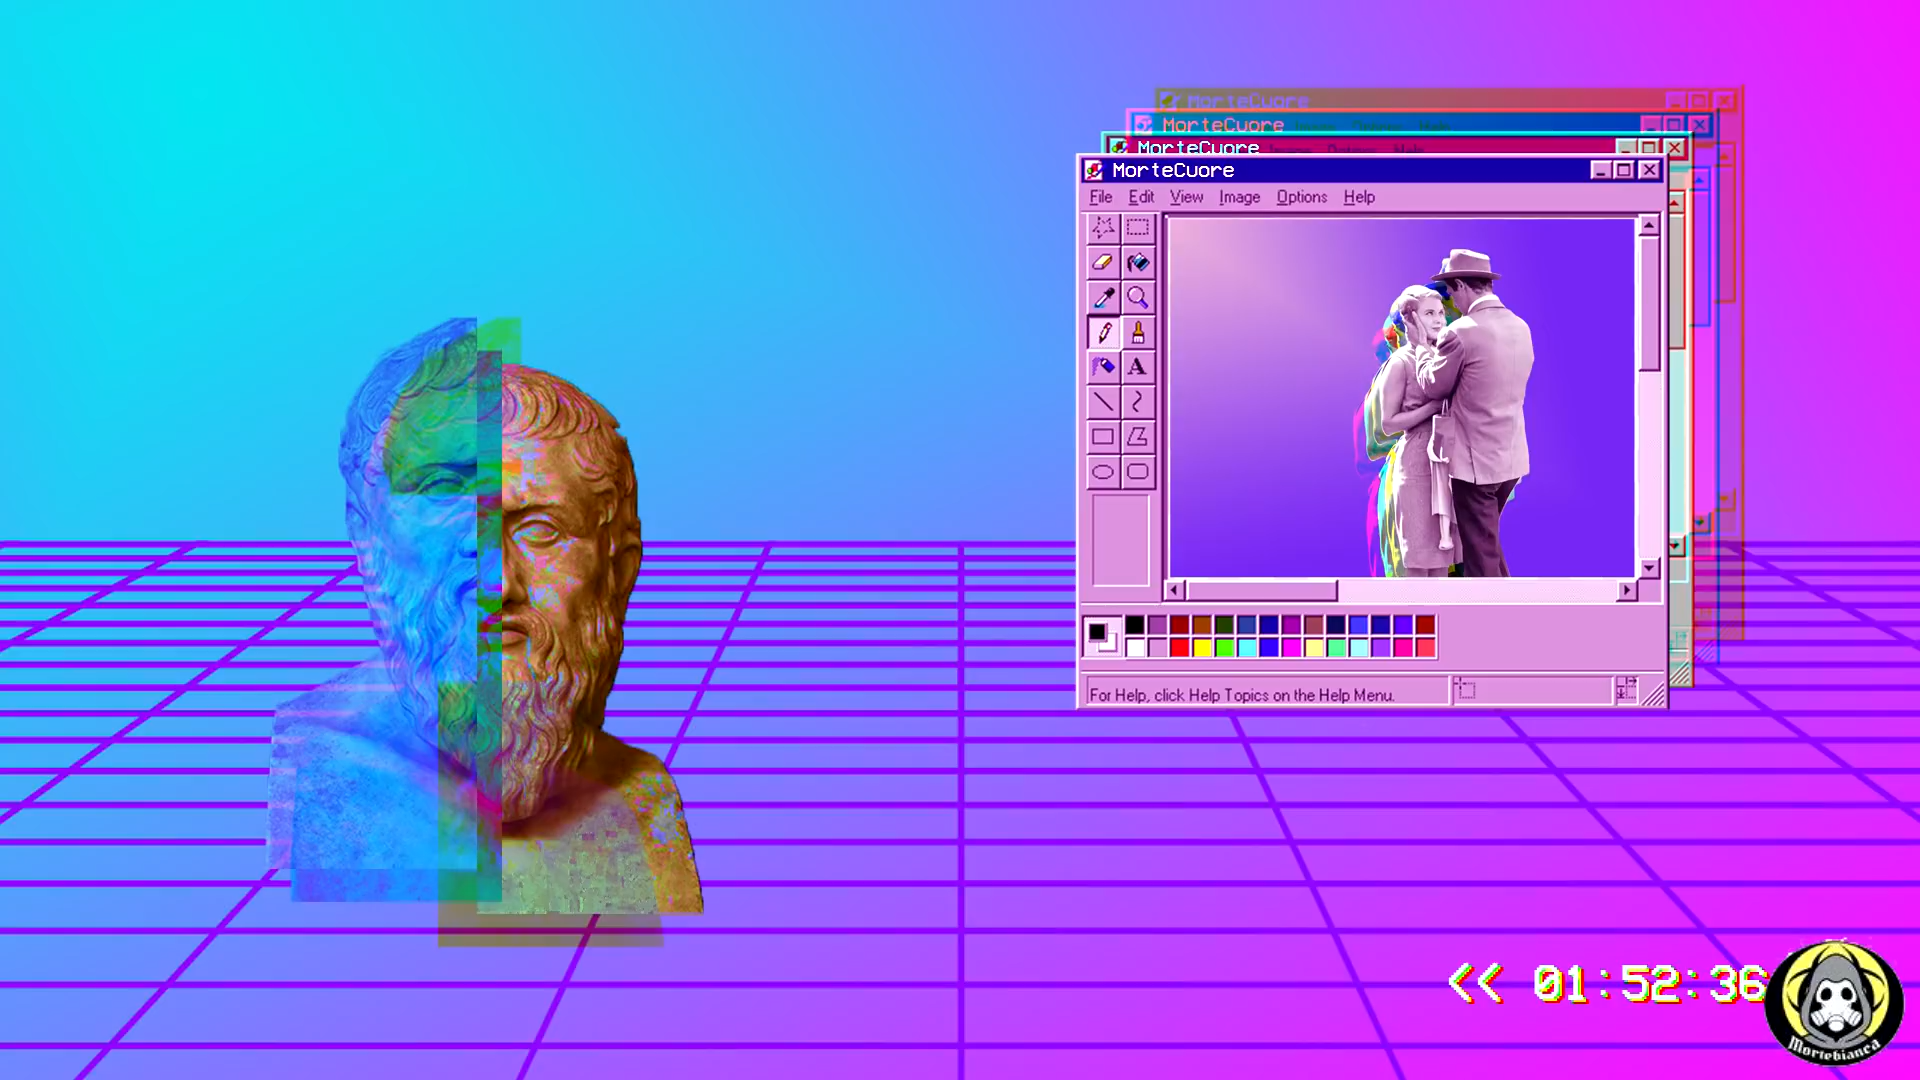 MorteCuore
MorteCuore
MorteCuore
MorteCuore
File Edit View Image Options Help
A
For Help, click Help Topics on the Help Menu.
<< 01:52:36
Mortebianca